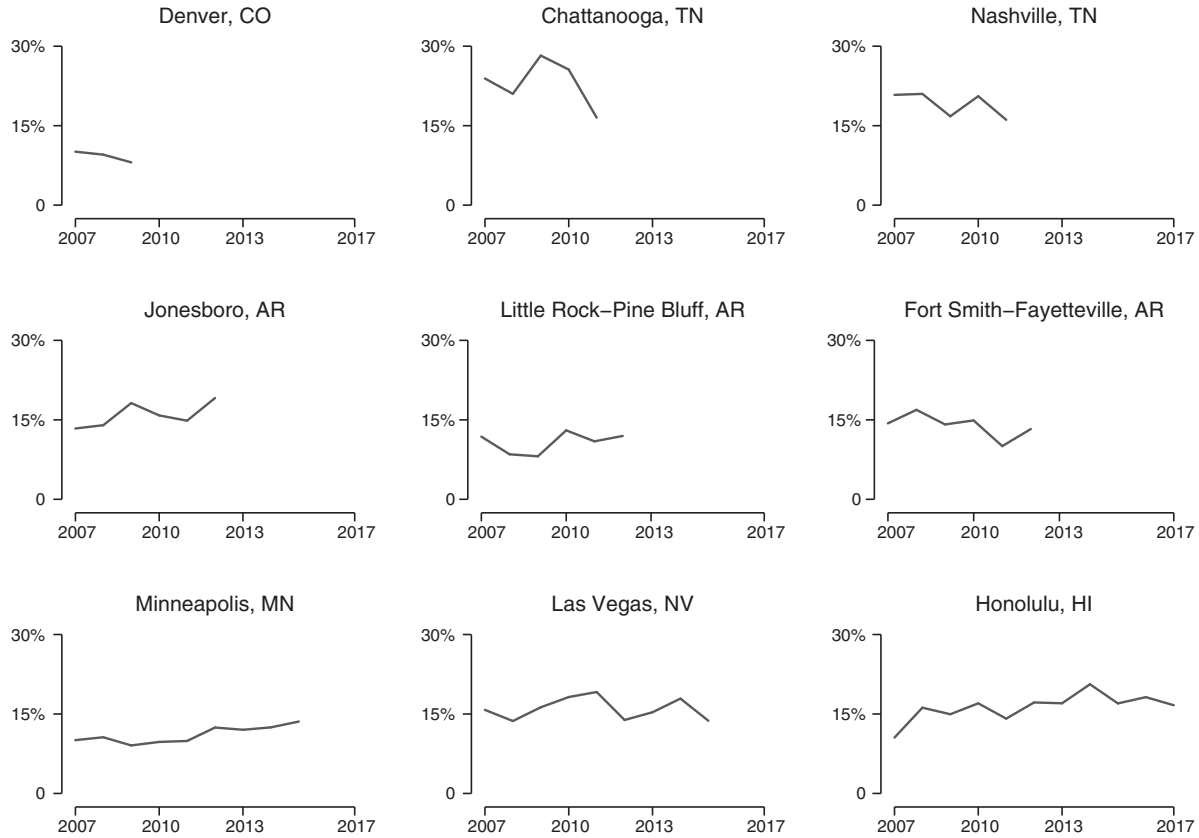 Denver, CO Chattanooga, TN Nashville, TN
30% 30% 30%
15% 15% 15%
0 0 0
2007 2010 2013 2017 2007 2010 2013 2017 2007 2010 2013 2017
Jonesboro, AR Little Rock−Pine Bluff, AR Fort Smith−Fayetteville, AR
30% 30% 30%
15% 15% 15%
0 0 0
2007 2010 2013 2017 2007 2010 2013 2017 2007 2010 2013 2017
Minneapolis, MN Las Vegas, NV Honolulu, HI
30% 30% 30%
15% 15% 15%
0 0 0
2007 2010 2013 2017 2007 2010 2013 2017 2007 2010 2013 2017